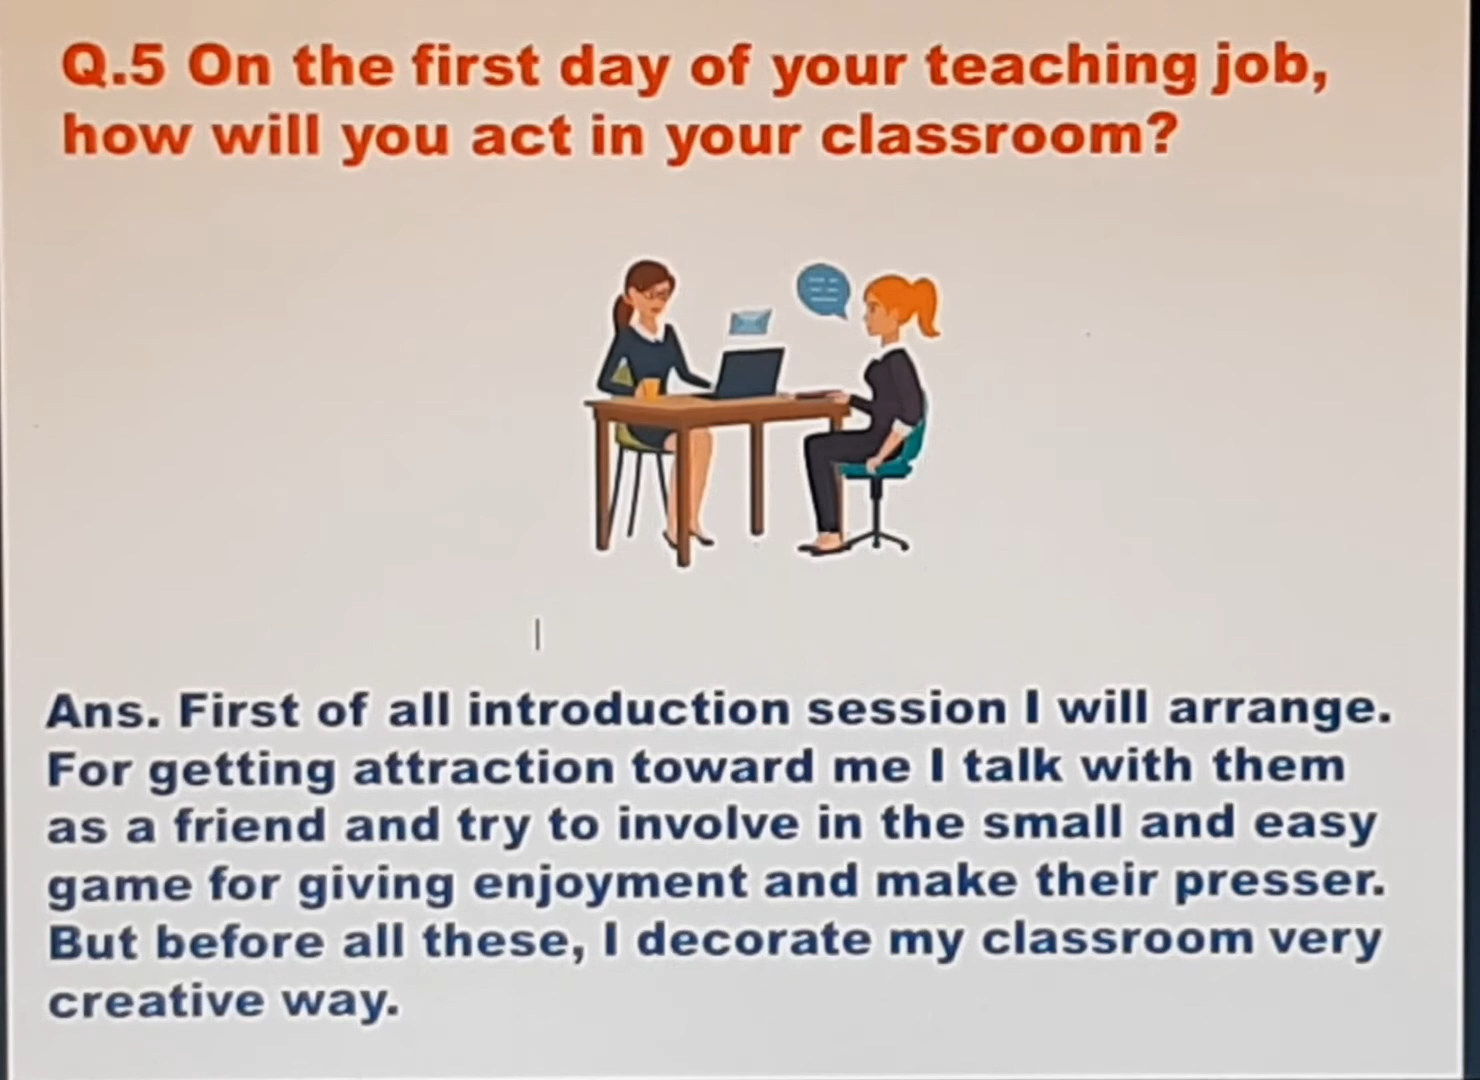 Q.5 On the first day of your teaching job,
how will you act in your classroom?
Ans. First of all introduction session I will arrange.
For getting attraction toward me I talk with them
as a friend and try to involve in the small and easy
game for giving enjoyment and make their presser.
But before all these, I decorate my classroom very
creative way.